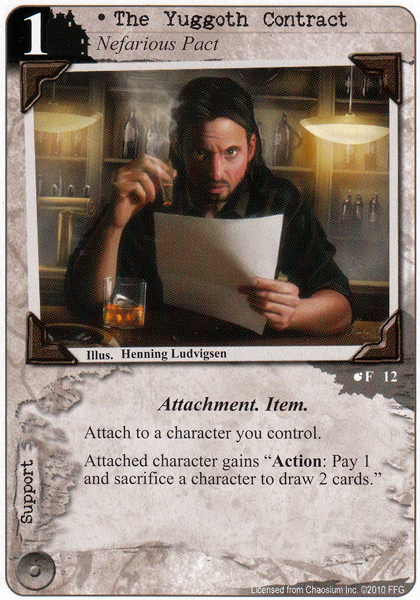 1
• The Yuggoth Contract
Nefarious Pact
Illus. Henning Ludvigsen
F 12
Attachment. Item.
Attach to a character you control.
Attached character gains “Action: Pay 1
and sacrifice a character to draw 2 cards.”
Support
Licensed from Chaosium Inc. ©2010 FFG